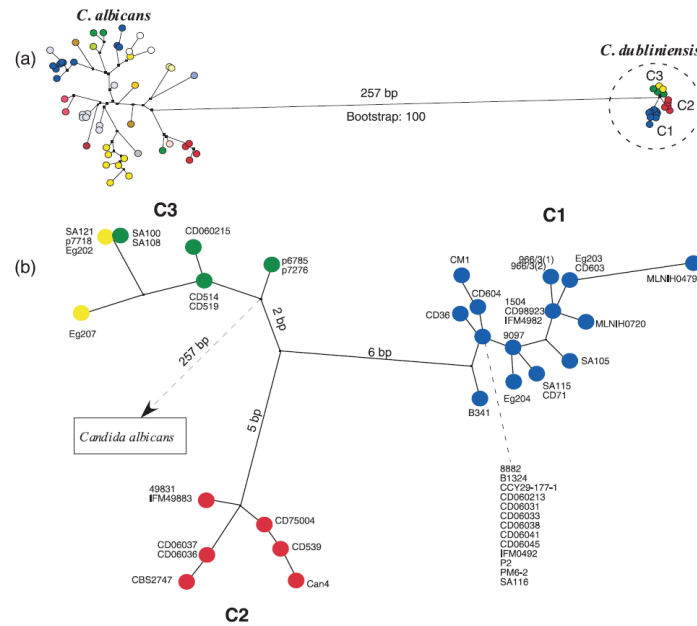 C. albicans
(a)
C. dubliniensis
C3
257 bp
C2
Bootstrap: 100
C1
C3
C1
(b)
SA121
p7718
Eg202
SA100
SA108
CD060215
p6785
p7276
CD514
CD519
Eg207
2 bp
257 bp
Candida albicans
6 bp
5 bp
CM1
CD604
CD36
966/3(1)
966/3(2)
Eg203
CD603
MLNIH0479
1504
CD98923
IFM4982
MLNIH0720
9097
SA105
SA115
CD71
Eg204
B341
8882
B1324
CCY29-177-1
CD060213
CD06031
CD06033
CD06038
CD06041
CD06045
IFM0492
P2
PM6-2
SA116
49831
IFM49883
CD75004
CD06037
CD06036
CD539
CBS2747
Can4
C2